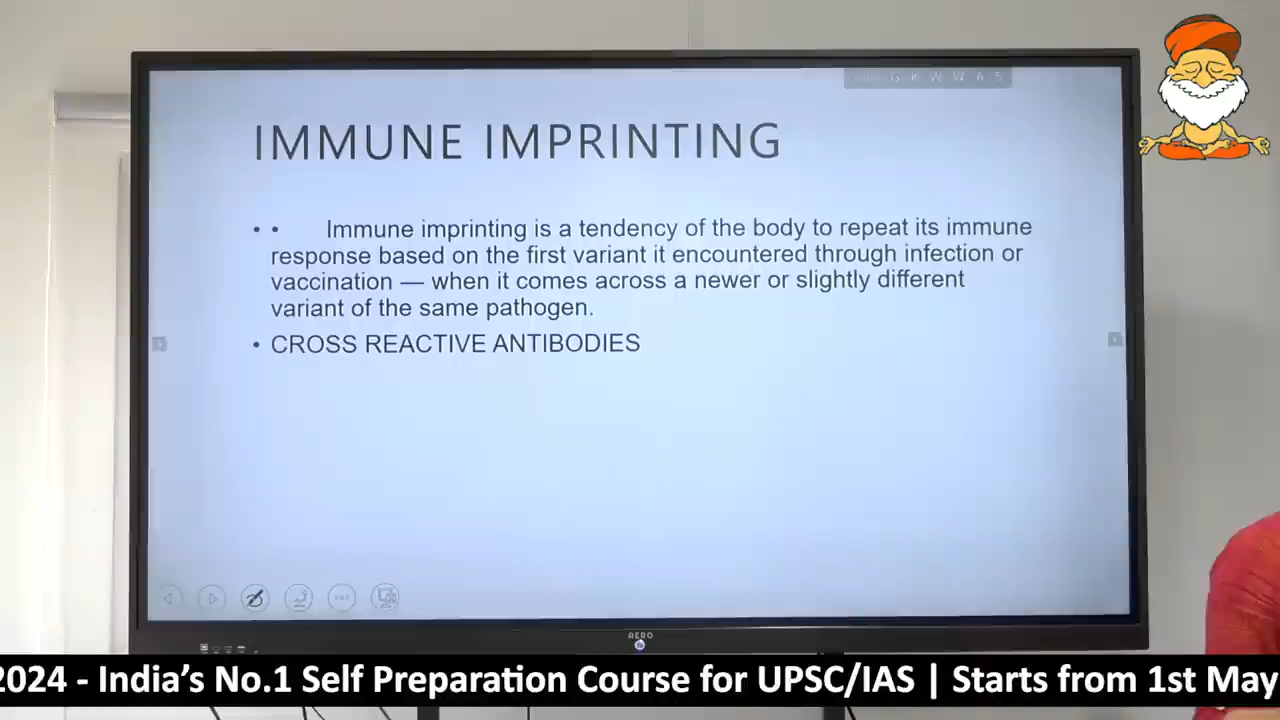 G K W W A 5
IMMUNE IMPRINTING
• • Immune imprinting is a tendency of the body to repeat its immune
response based on the first variant it encountered through infection or
vaccination — when it comes across a newer or slightly different
variant of the same pathogen.
• CROSS REACTIVE ANTIBODIES
AERO
2024 - India’s No.1 Self Preparation Course for UPSC/IAS | Starts from 1st May